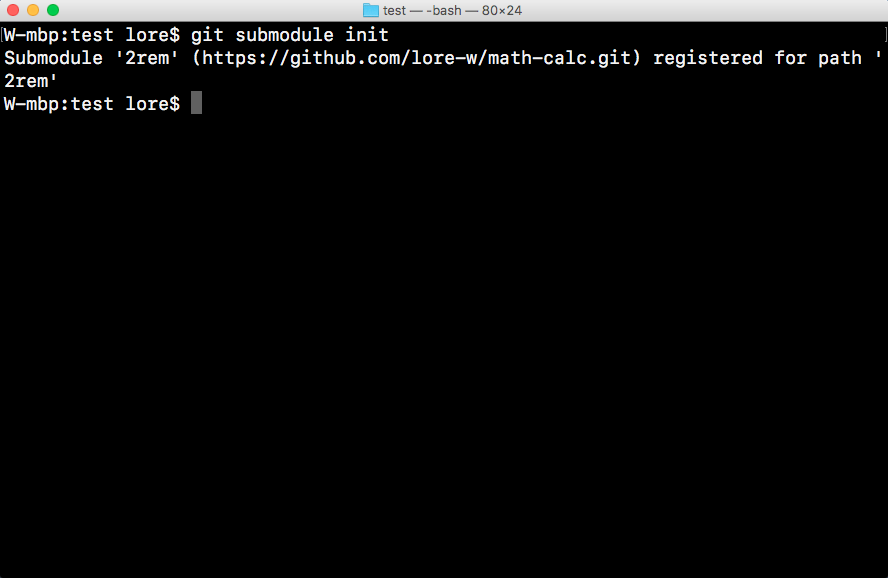 test — -bash — 80×24
W-mbp:test lore$ git submodule init
Submodule '2rem' (https://github.com/lore-w/math-calc.git) registered for path '
2rem'
W-mbp:test lore$